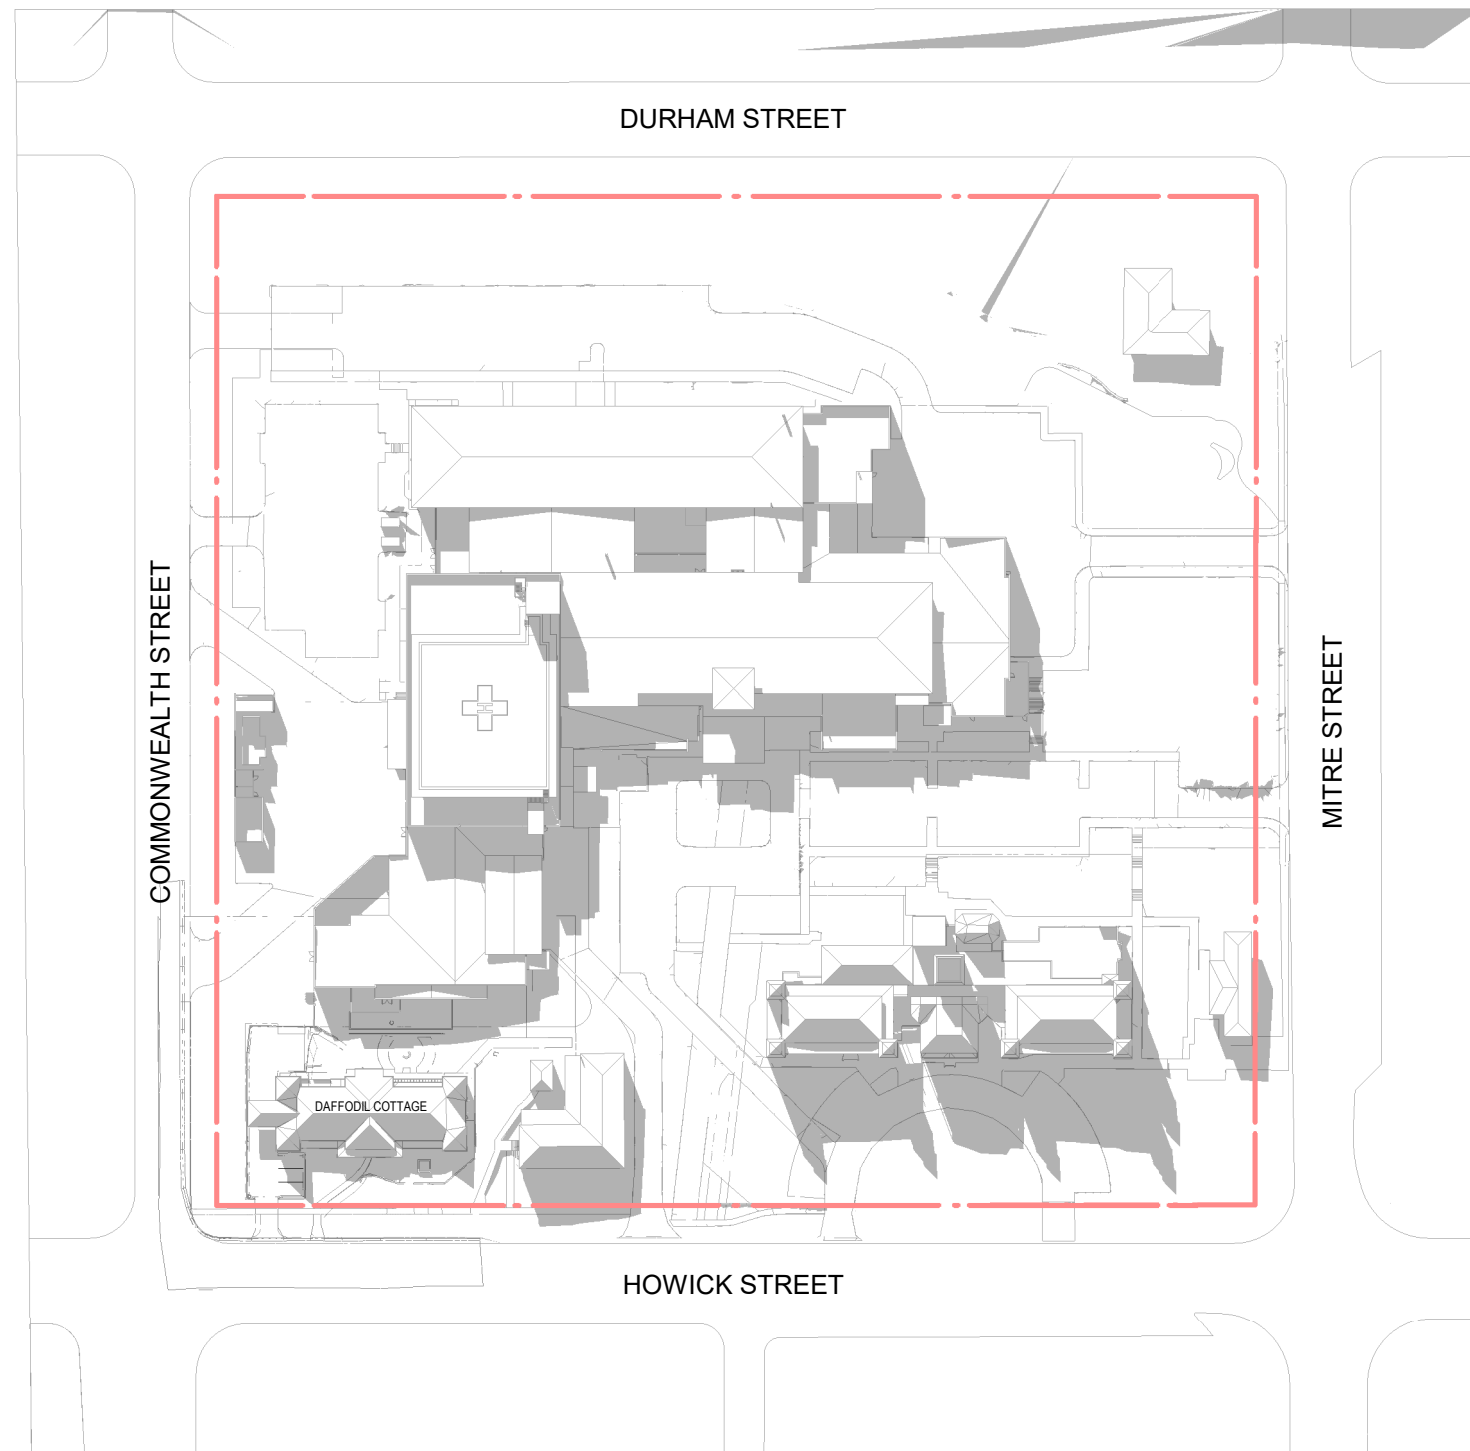 DURHAM STREET
COMMONWEALTH STREET
MITRE STREET
H
DAFFODIL COTTAGE
HOWICK STREET